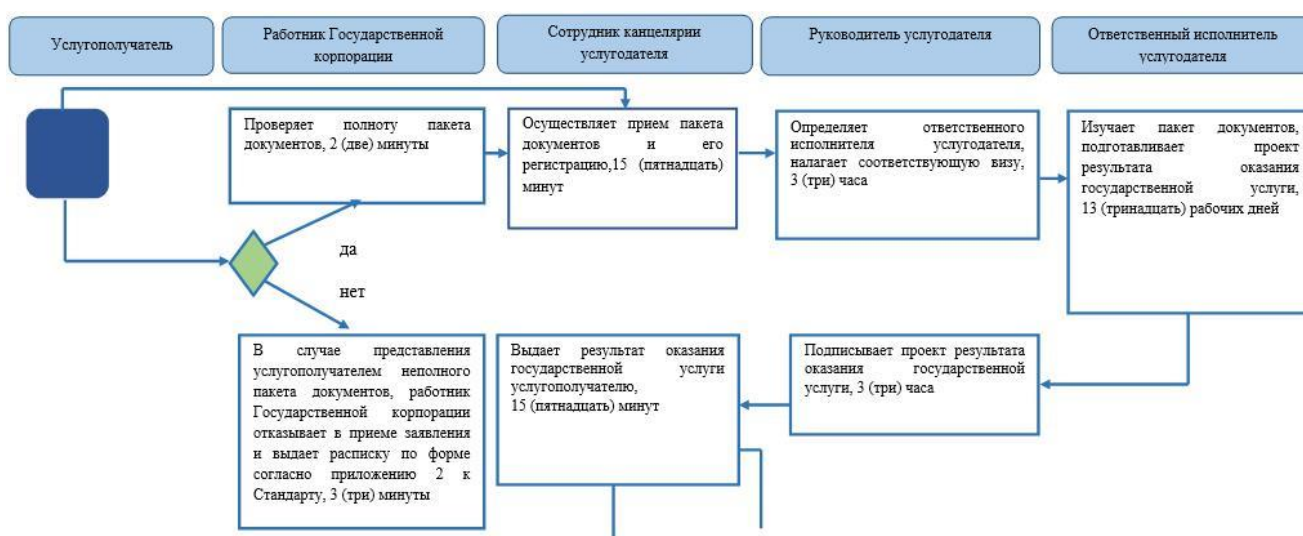 Услугополучатель
Работник Государственной
корпорации
Сотрудник канцелярии
услугодателя
Руководитель услугодателя
Ответственный исполнитель
услугодателя
Проверяет полноту пакета
документов, 2 (две) минуты
Осуществляет прием пакета
документов и его
регистрацию,15 (пятнадцать)
минут
Определяет ответственного
исполнителя услугодателя,
налагает соответствующую визу,
3 (три) часа
Изучает пакет документов,
подготавливает проект
результата оказания
государственной услуги,
13 (тринадцать) рабочих дней
да
нет
В случае представления
услугополучателем неполного
пакета документов, работник
Государственной корпорации
отказывает в приеме заявления
и выдает расписку по форме
согласно приложению 2 к
Стандарту, 3 (три) минуты
Выдает результат оказания
государственной услуги
услугополучателю,
15 (пятнадцать) минут
Подписывает проект результата
оказания государственной
услуги, 3 (три) часа